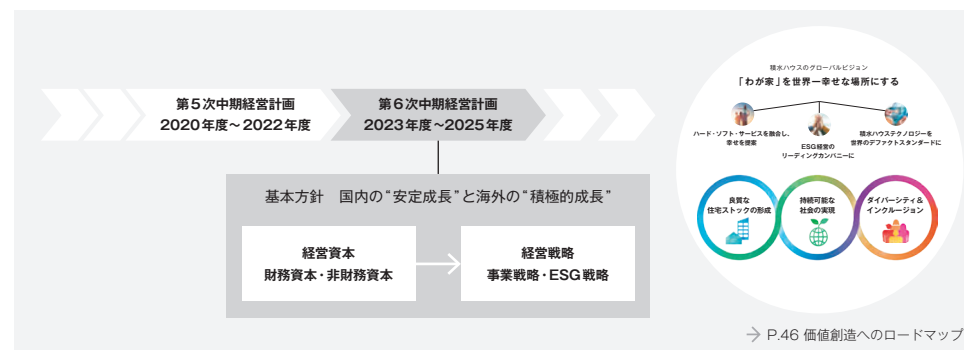 第5次中期経営計画
2020年度～2022年度
第6次中期経営計画
2023年度～2025年度
基本方針　国内の“安定成長”と海外の“積極的成長”
経営資本
財務資本・非財務資本
経営戦略
事業戦略・ESG戦略
積水ハウスのグローバルビジョン
「わが家」を世界一幸せな場所にする
ハード・ソフト・サービスを融合し、
幸せを提案
ESG経営の
リーディングカンパニーに
積水ハウステクノロジーを
世界のデファクトスタンダードに
良質な
住宅ストックの形成
持続可能な
社会の実現
ダイバーシティ＆
インクルージョン
→ P.46 価値創造へのロードマップ